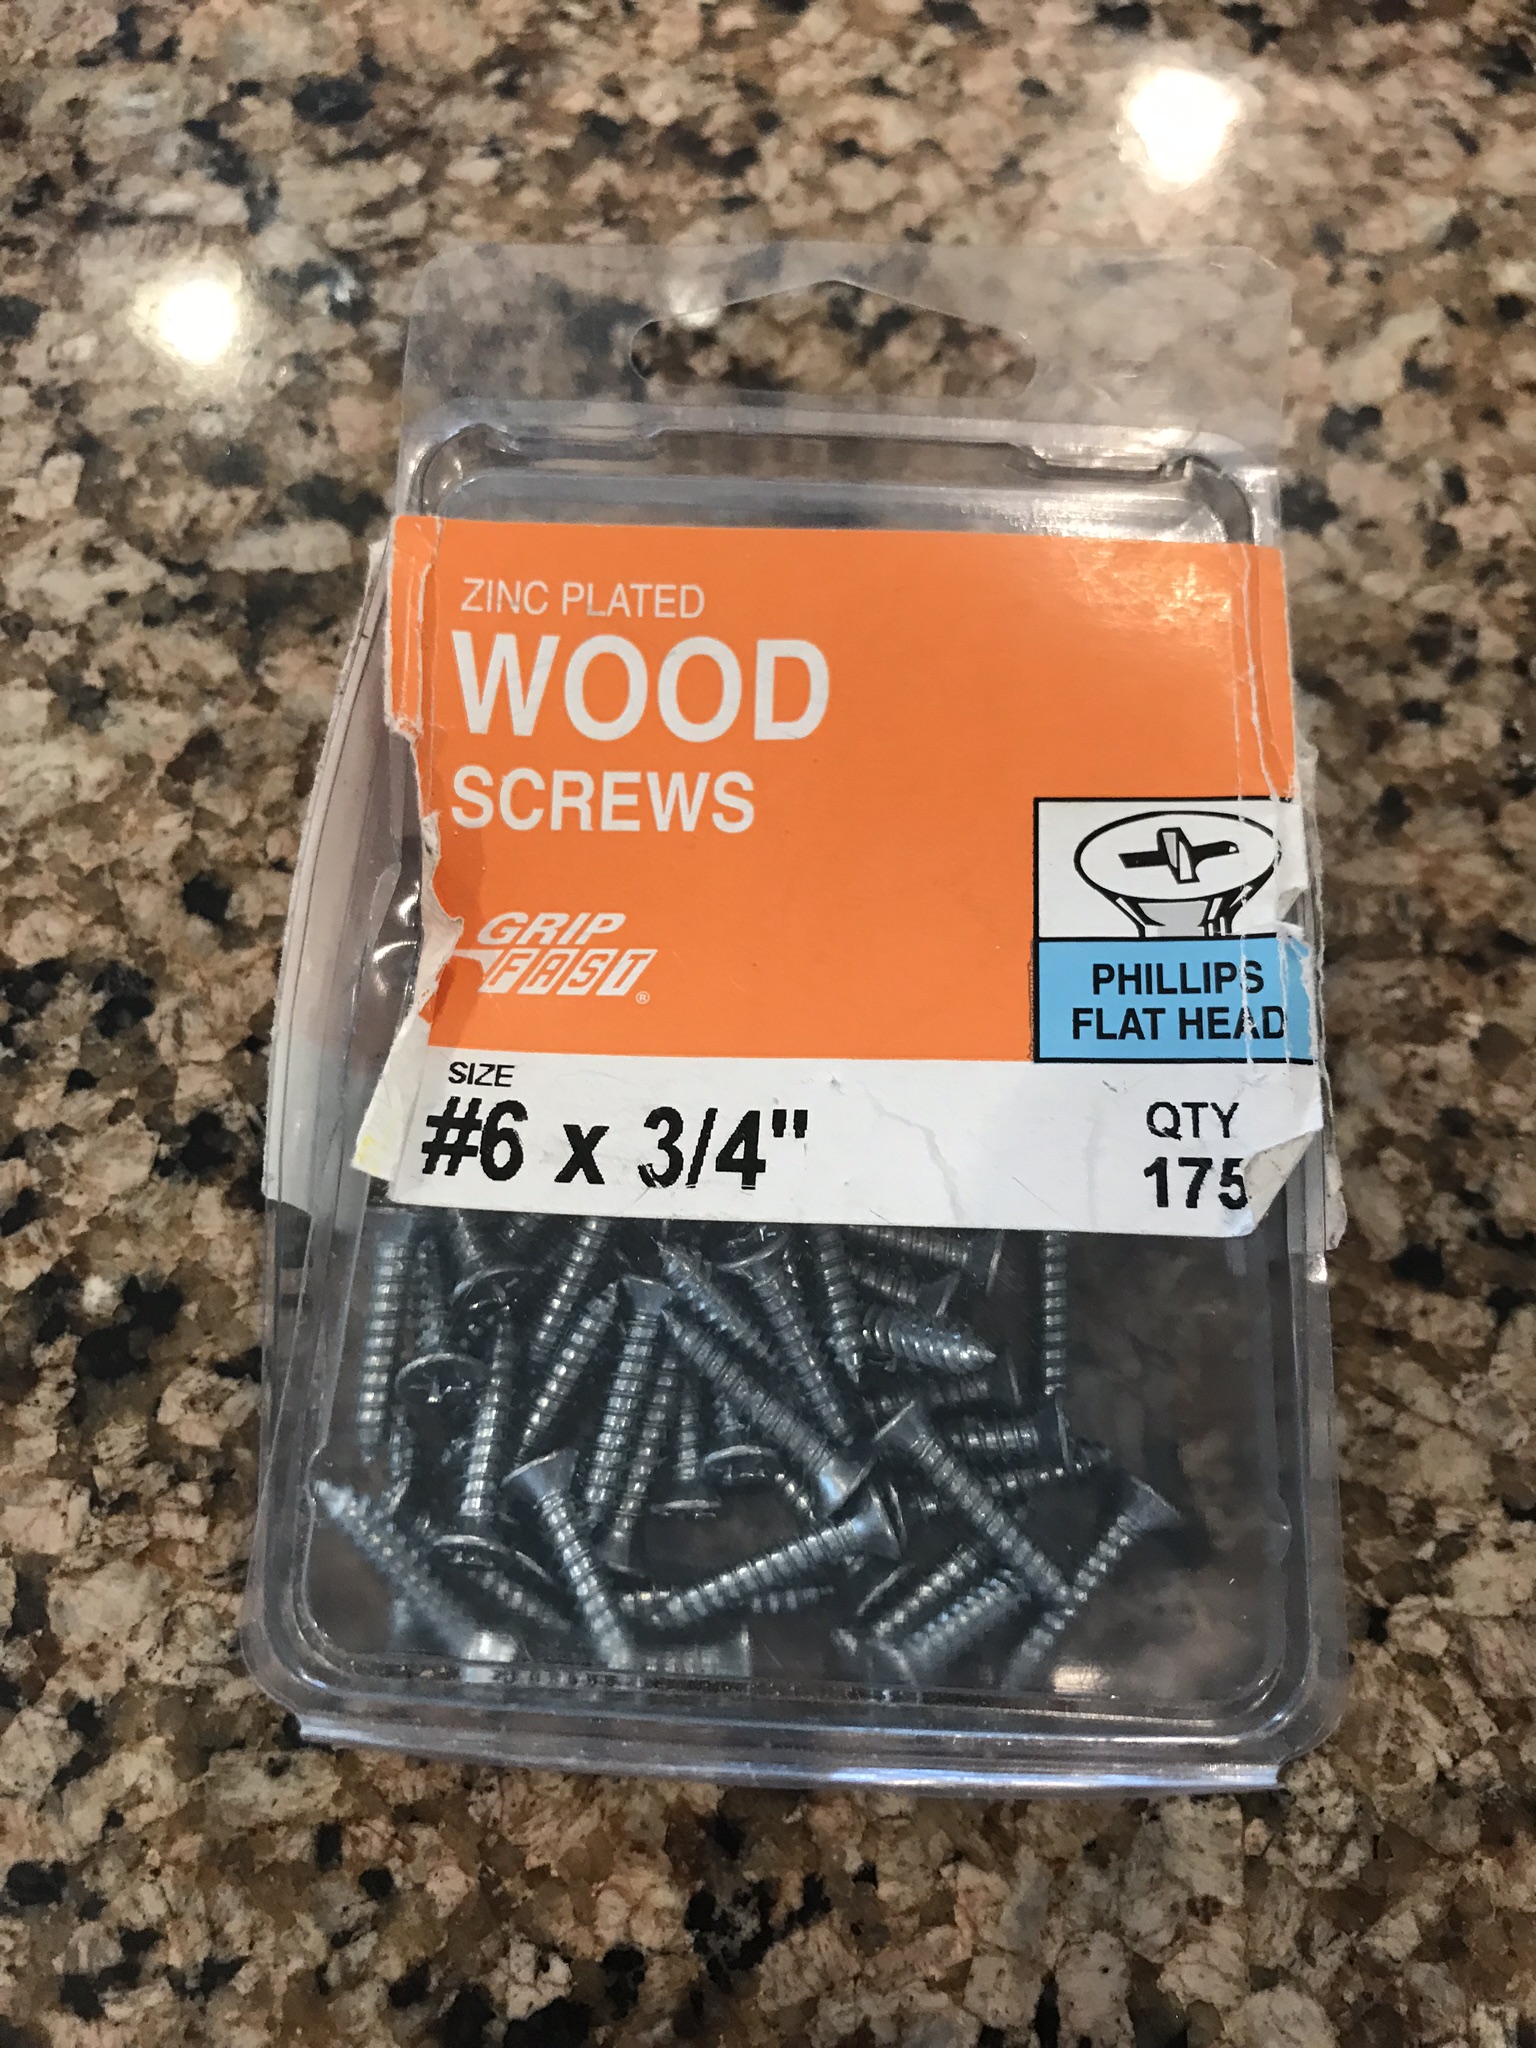 ZINC PLATED
WOOD
SCREWS
GRIP
FAST®
PHILLIPS
FLAT HEAD
SIZE
#6 x 3/4"
QTY
175